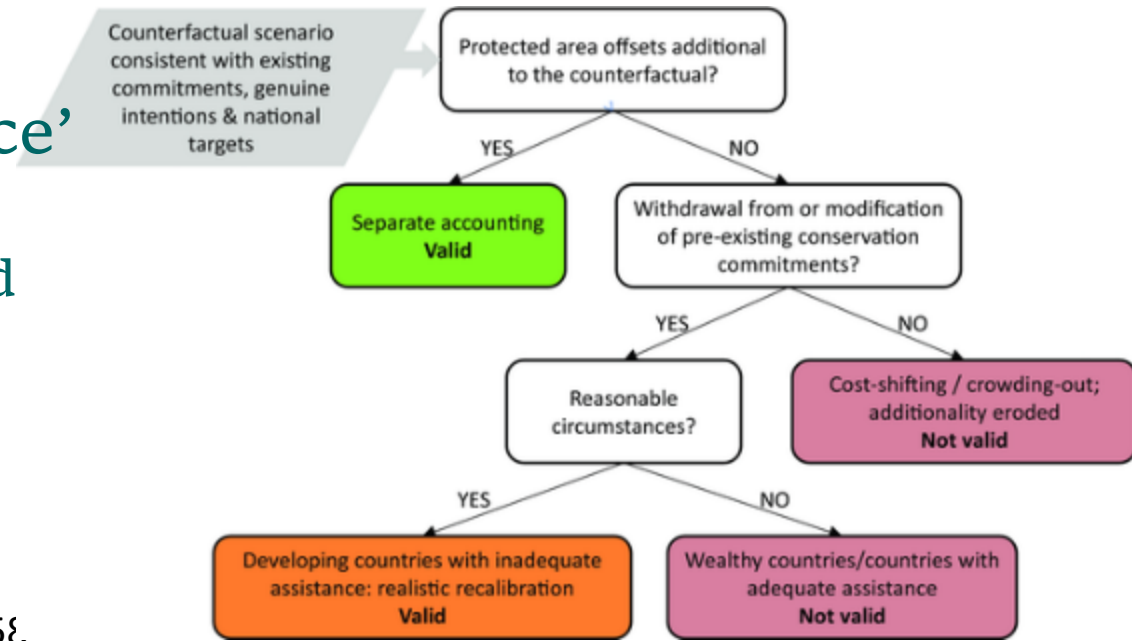 Counterfactual scenario
consistent with existing
commitments, genuine
intentions & national
targets
Protected area offsets additional
to the counterfactual?
ce’
YES
NO
Separate accounting
Valid
Withdrawal from or modification
of pre-existing conservation
commitments?
d
YES
NO
Reasonable
circumstances?
Cost-shifting / crowding-out;
additionality eroded
Not valid
YES
NO
Developing countries with inadequate
assistance: realistic recalibration
Valid
Wealthy countries/countries with
adequate assistance
Not valid